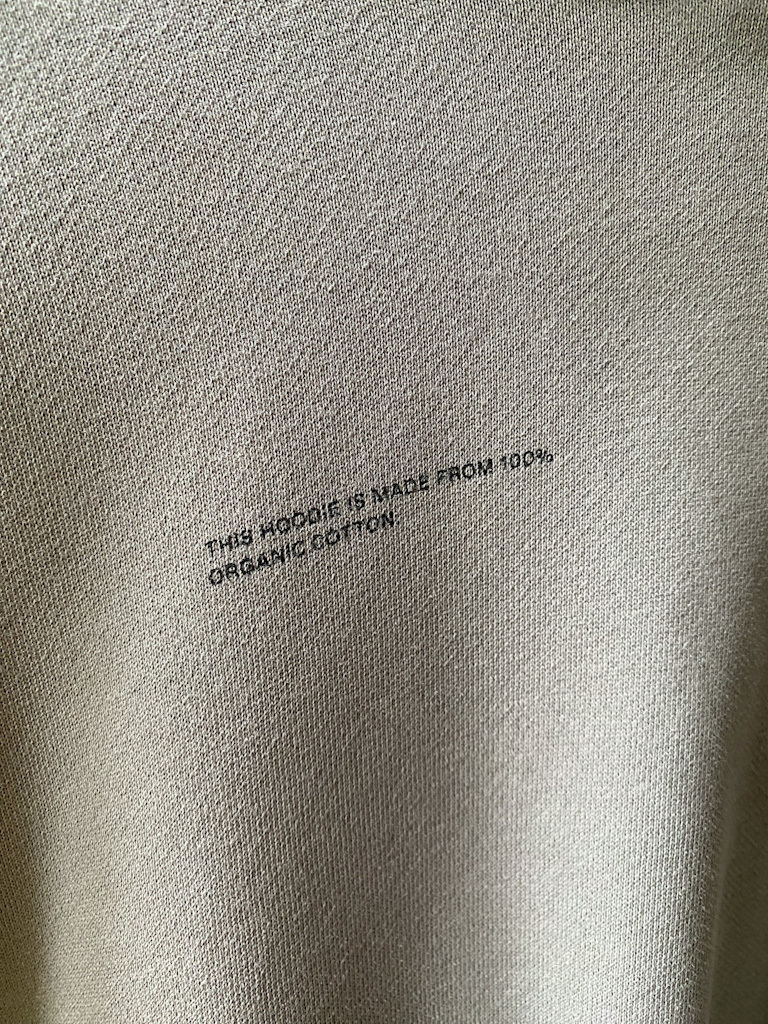 THIS HOODIE IS MADE FROM 100%
ORGANIC COTTON